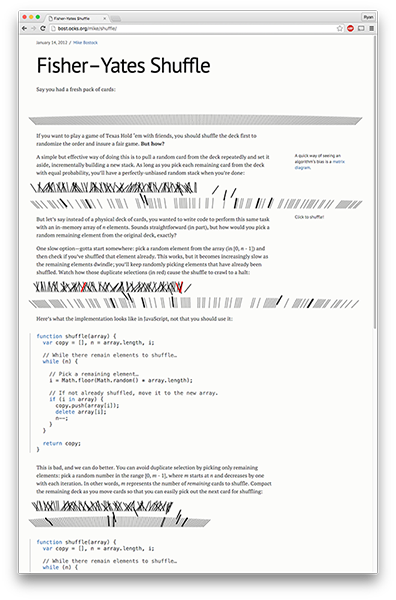 Fisher–Yates Shuffle
Ryan
bost.ocks.org/mike/shuffle/
January 14, 2012 / Mike Bostock
Fisher–Yates Shuffle
Say you had a fresh pack of cards:
If you want to play a game of Texas Hold 'em with friends, you should shuffle the deck first to
randomize the order and insure a fair game. But how?
A simple but effective way of doing this is to pull a random card from the deck repeatedly and set it
aside, incrementally building a new stack. As long as you pick each remaining card from the deck
with equal probability, you'll have a perfectly-unbiased random stack when you're done:
A quick way of seeing an
algorithm's bias is a matrix
diagram.
But let's say instead of a physical deck of cards, you wanted to write code to perform this same task
with an in-memory array of n elements. Sounds straightforward (in part), but how would you pick a
random remaining element from the original deck, exactly?
Click to shuffle!
One slow option—gotta start somewhere: pick a random element from the array (in [0, n - 1]) and
then check if you've shuffled that element already. This works, but it becomes increasingly slow as
the remaining elements dwindle; you'll keep randomly picking elements that have already been
shuffled. Watch how those duplicate selections (in red) cause the shuffle to crawl to a halt:
Here's what the implementation looks like in JavaScript, not that you should use it:
function shuffle(array) {
var copy = [], n = array.length, i;
// While there remain elements to shuffle…
while (n) {
// Pick a remaining element…
i = Math.floor(Math.random() * array.length);
// If not already shuffled, move it to the new array.
if (i in array) {
copy.push(array[i]);
delete array[i];
n--;
}
}
return copy;
}
This is bad, and we can do better. You can avoid duplicate selection by picking only remaining
elements: pick a random number in the range [0, m - 1], where m starts at n and decreases by one
with each iteration. In other words, m represents the number of remaining cards to shuffle. Compact
the remaining deck as you move cards so that you can easily pick out the next card for shuffling:
function shuffle(array) {
var copy = [], n = array.length, i;
// While there remain elements to shuffle…
while (n) {